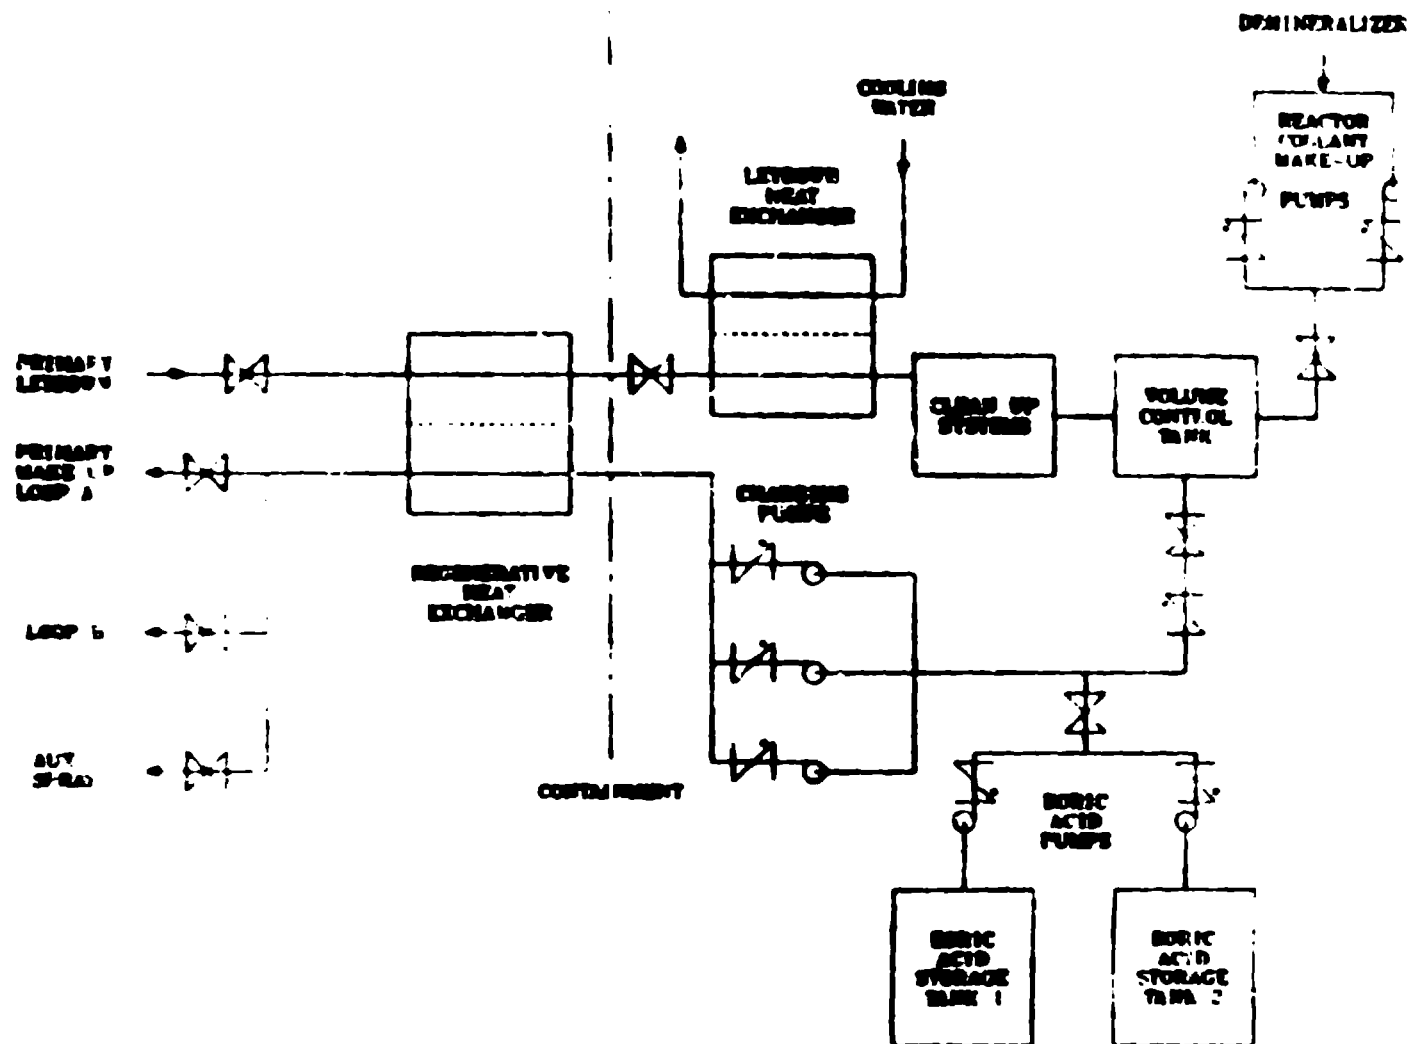 DEMINERALIZER
COOLING
WATER
REACTOR
COOLANT
MAKE-UP
PUMPS
LETDOWN
HEAT
EXCHANGER
PRIMARY
LETDOWN
CLEAN UP
SYSTEMS
VOLUME
CONTROL
TANK
PRIMARY
MAKE UP
LOOP A
CHARGING
PUMPS
REGENERATIVE
HEAT
EXCHANGER
LOOP B
AUX
SPRAY
CONTAINMENT
BORIC
ACID
PUMPS
BORIC
ACID
STORAGE
TANK 1
BORIC
ACID
STORAGE
TANK 2